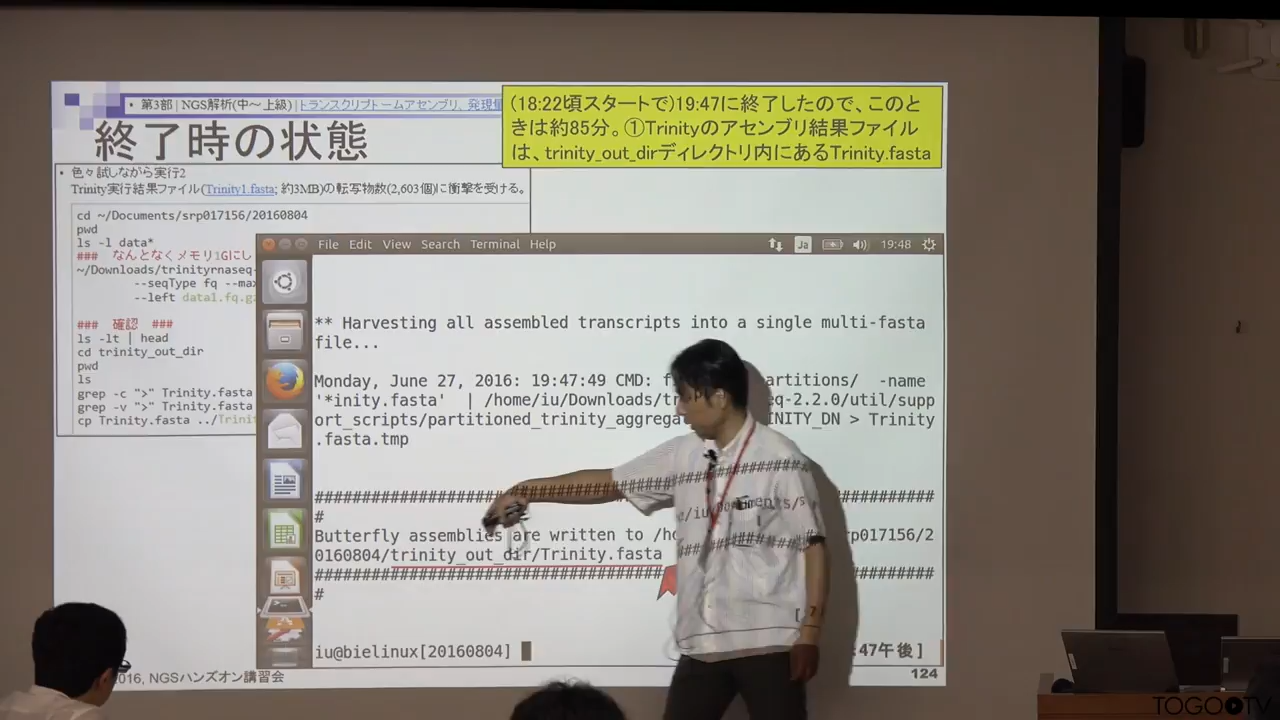 • 第3部 | NGS解析(中～上級) | トランスクリプトームアセンブリ、発現
終了時の状態
(18:22頃スタートで)19:47に終了したので、このと
きは約85分。①Trinityのアセンブリ結果ファイル
は、trinity_out_dirディレクトリ内にあるTrinity.fasta
• 色々試しながら実行2
Trinity実行結果ファイル(Trinity1.fasta; 約3MB)の転写物数(2,603個)に衝撃を受ける。
cd ~/Documents/srp017156/20160804
pwd
ls -l data*
### なんとなくメモリ1Gにし
~/Downloads/trinityrnaseq-
--seqType fq --max
--left data1.fq.gz
### 確認 ###
ls -lt | head
cd trinity_out_dir
pwd
ls
grep -c ">" Trinity.fasta
grep -v ">" Trinity.fasta
cp Trinity.fasta ../Trinit
File Edit View Search Terminal Help
Ja 19:48
** Harvesting all assembled transcripts into a single multi-fasta
file...
Monday, June 27, 2016: 19:47:49 CMD: f partitions/ -name
'*inity.fasta' | /home/iu/Downloads/tr eq-2.2.0/util/supp
ort_scripts/partitioned_trinity_aggrega INITY_DN > Trinity
.fasta.tmp
################################################################################
#
Butterfly assemblies are written to /ho e/iu/Documents/s rp017156/2
0160804/trinity_out_dir/Trinity.fasta
################################################################################
#
iu@bielinux[20160804] [ 7:47午後]
2016, NGSハンズオン講習会
124
TOGOTV